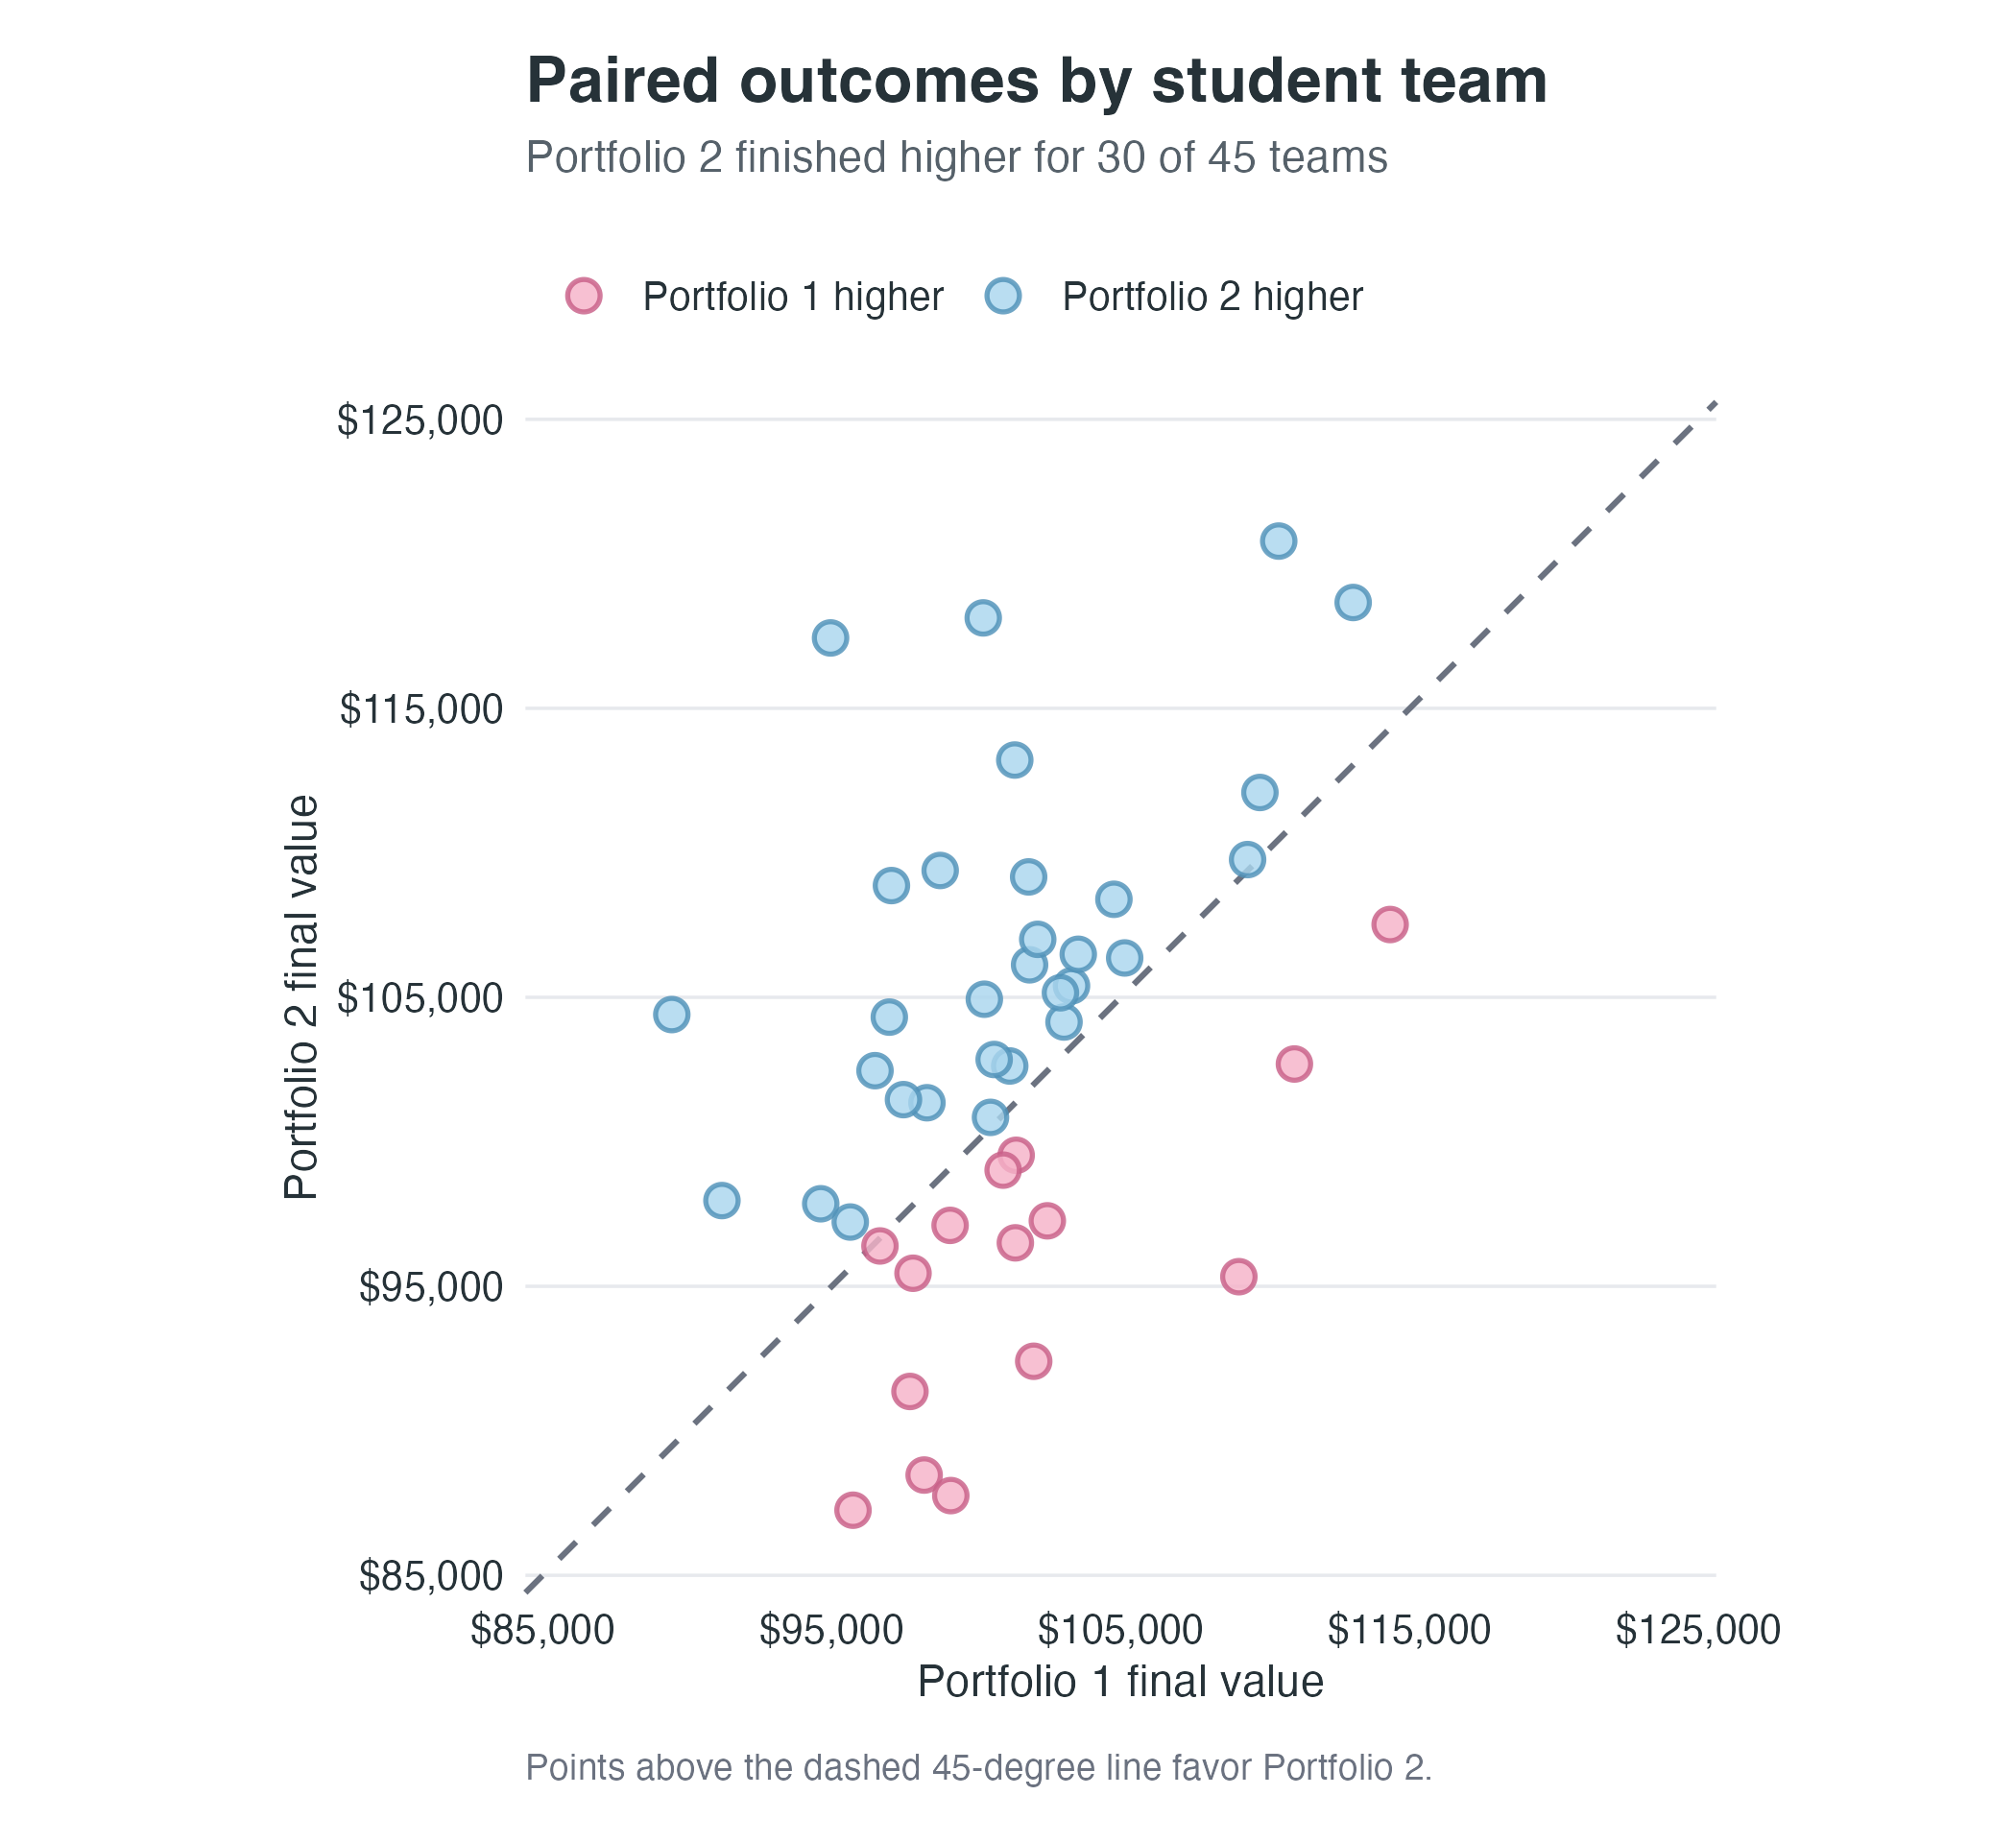 Paired outcomes by student team
Portfolio 2 finished higher for 30 of 45 teams
Portfolio 1 higher
Portfolio 2 higher
Portfolio 2 final value
$125,000
$115,000
$105,000
$95,000
$85,000
$85,000
$95,000
$105,000
$115,000
$125,000
Portfolio 1 final value
Points above the dashed 45-degree line favor Portfolio 2.